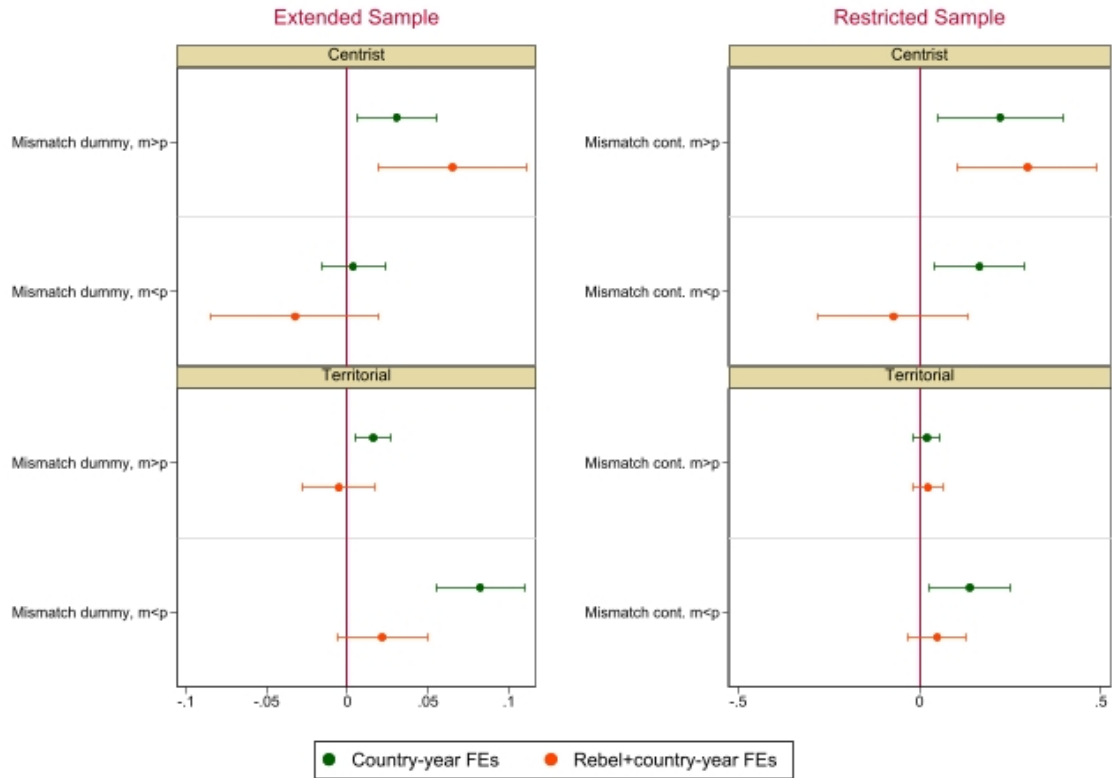 Extended Sample
Restricted Sample
Centrist
Centrist
Mismatch dummy, m>p
Mismatch cont. m>p
Mismatch dummy, m<p
Mismatch cont. m<p
Territorial
Territorial
Mismatch dummy, m>p
Mismatch cont. m>p
Mismatch dummy, m<p
Mismatch cont. m<p
-.1 -.05 0 .05 .1
-.5 0 .5
Country-year FEs Rebel+country-year FEs